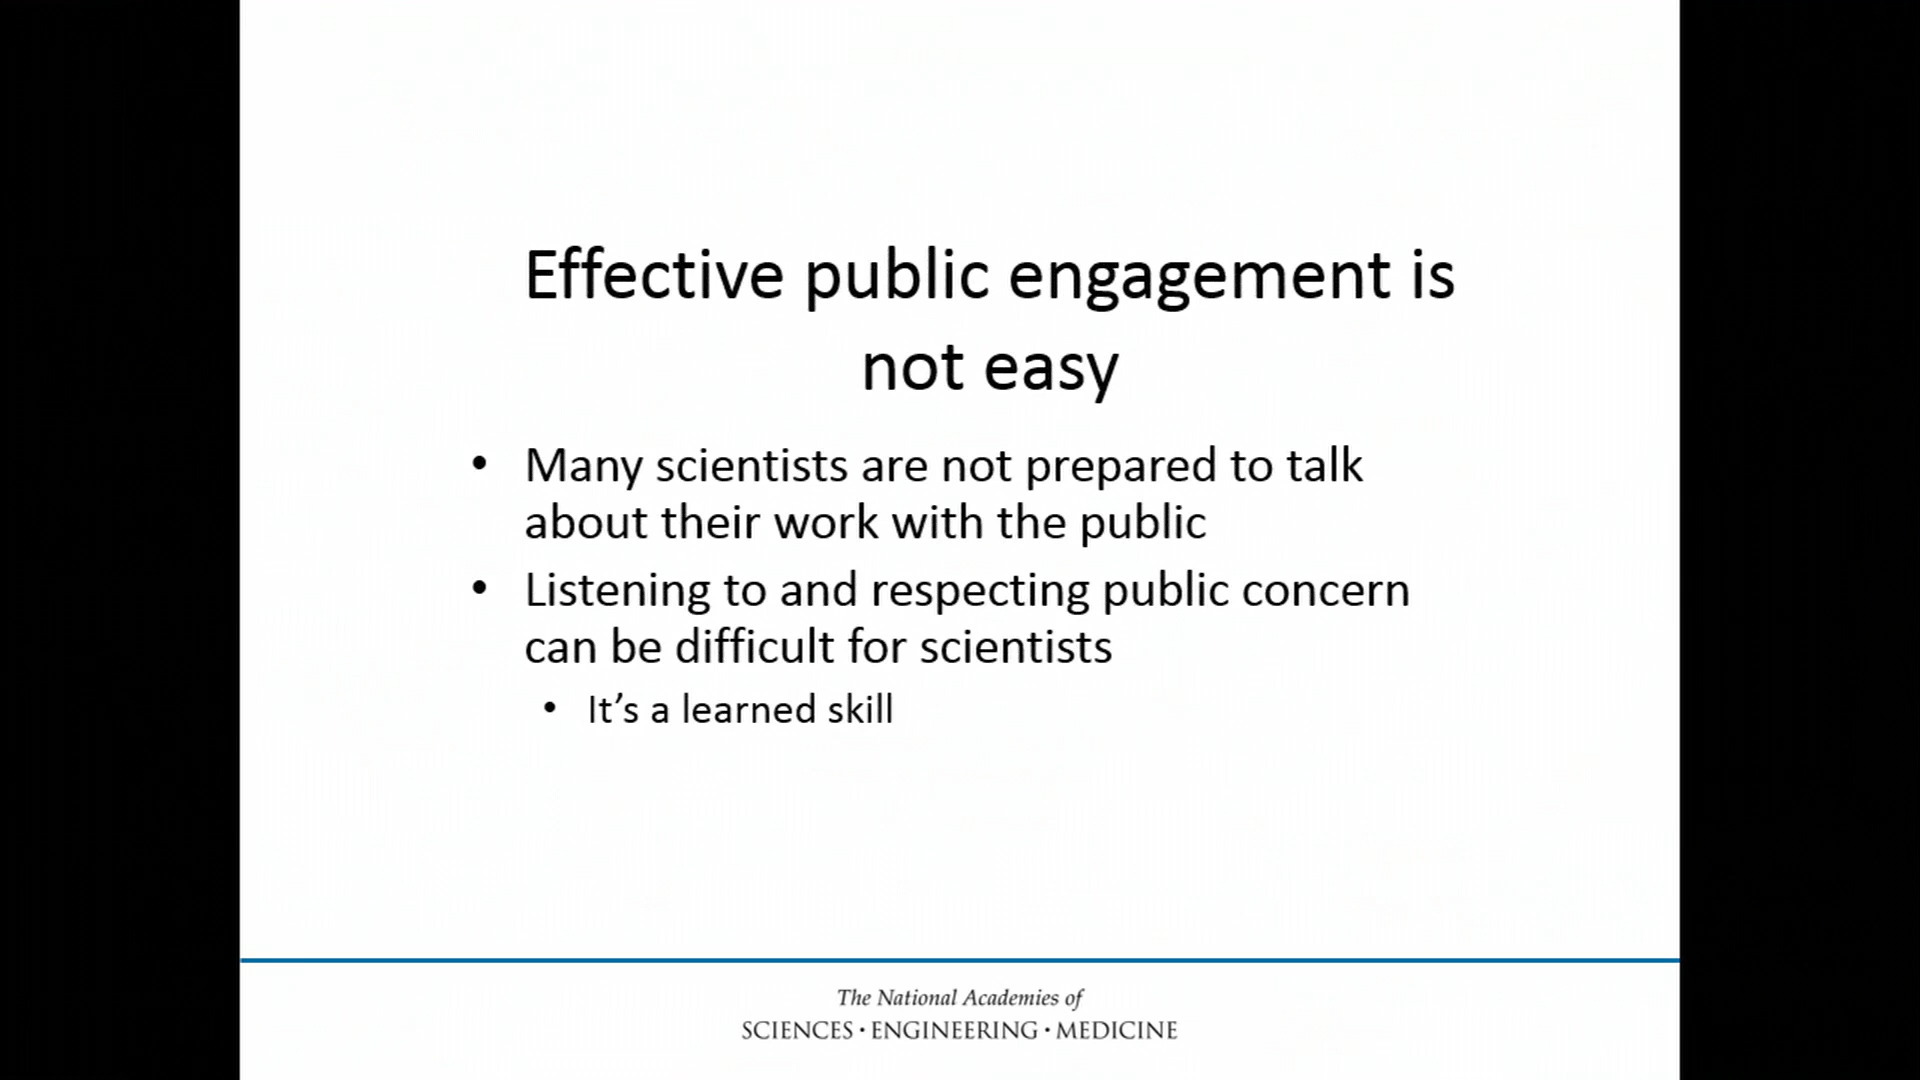 Effective public engagement is
not easy
• Many scientists are not prepared to talk
about their work with the public
• Listening to and respecting public concern
can be difficult for scientists
• It’s a learned skill
The National Academies of
SCIENCES · ENGINEERING · MEDICINE